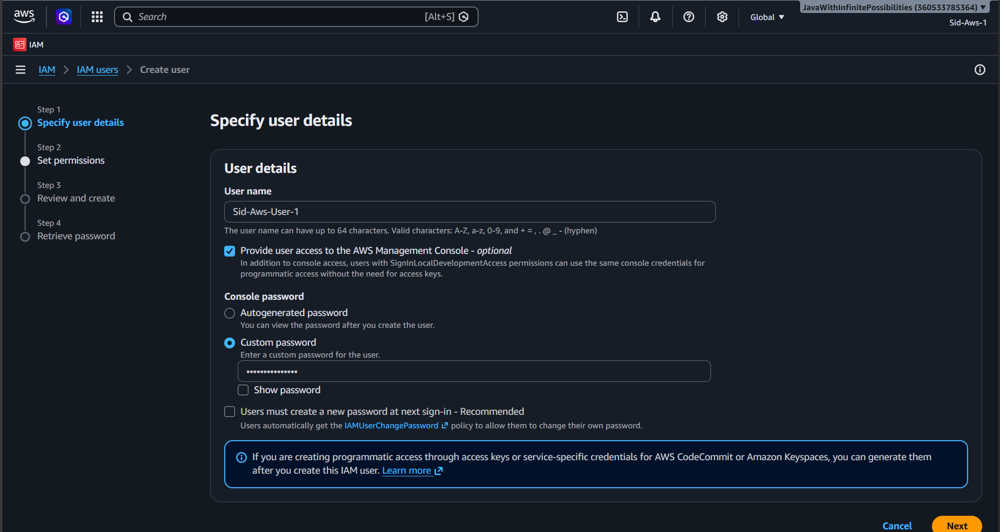 aws
Search
[Alt+S]
Global
JavaWithInfinitePossibilities (360533785364)
Sid-Aws-1
IAM
IAM
IAM users
Create user
Step 1
Specify user details
Step 2
Set permissions
Step 3
Review and create
Step 4
Retrieve password
Specify user details
User details
User name
Sid-Aws-User-1
The user name can have up to 64 characters. Valid characters: A-Z, a-z, 0-9, and + = , . @ _ - (hyphen)
Provide user access to the AWS Management Console - optional
In addition to console access, users with SignInLocalDevelopmentAccess permissions can use the same console credentials for
programmatic access without the need for access keys.
Console password
Autogenerated password
You can view the password after you create the user.
Custom password
Enter a custom password for the user.
•••••••••••••••
Show password
Users must create a new password at next sign-in - Recommended
Users automatically get the IAMUserChangePassword policy to allow them to change their own password.
If you are creating programmatic access through access keys or service-specific credentials for AWS CodeCommit or Amazon Keyspaces, you can generate them
after you create this IAM user. Learn more
Cancel
Next